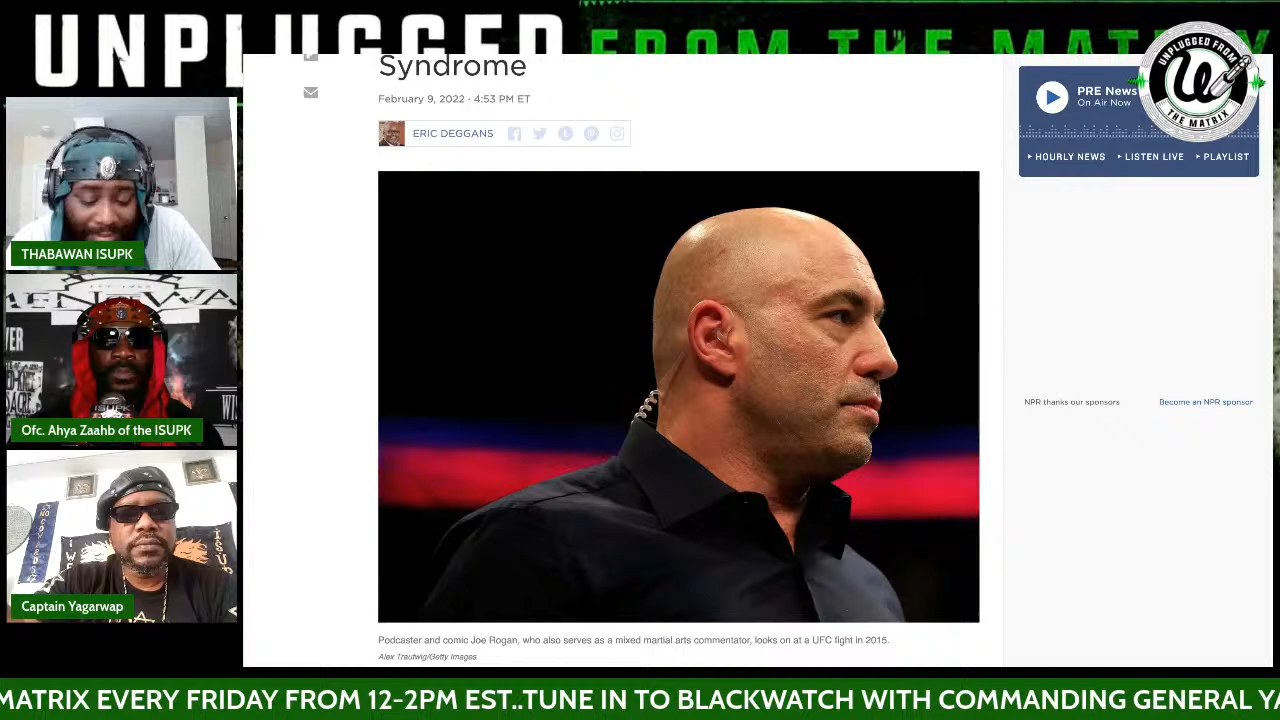 UNPLUGGED FROM THE MATRIX
Syndrome
February 9, 2022 · 4:53 PM ET
ERIC DEGGANS
PRE News
On Air Now
HOURLY NEWS
LISTEN LIVE
PLAYLIST
UNPLUGGED FROM
THE MATRIX
THABAWAN ISUPK
ISUPK
Ofc. Ahya Zaahb of the ISUPK
NO COWARDS
Captain Yagarwap
NPR thanks our sponsors
Become an NPR sponsor
Podcaster and comic Joe Rogan, who also serves as a mixed martial arts commentator, looks on at a UFC fight in 2015.
Alex Trautwig/Getty Images
MATRIX EVERY FRIDAY FROM 12-2PM EST..TUNE IN TO BLACKWATCH WITH COMMANDING GENERAL YA